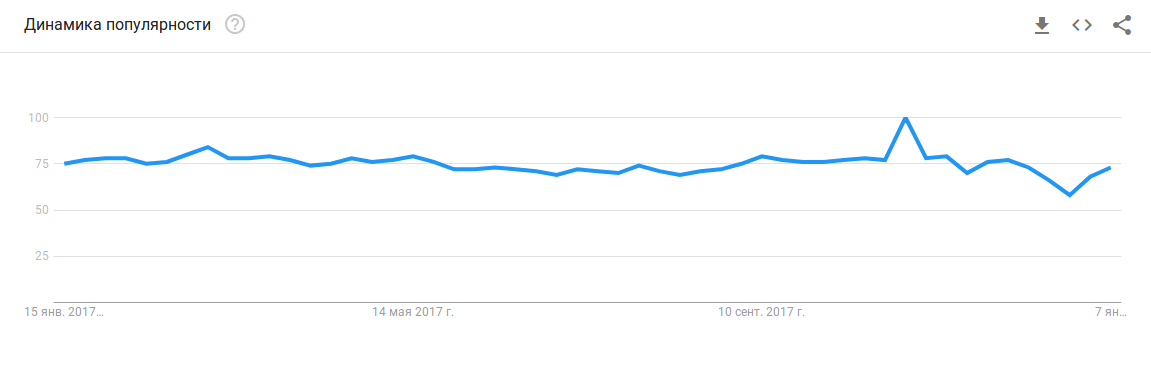 Динамика популярности ?
100
75
50
25
15 янв. 2017…
14 мая 2017 г.
10 сент. 2017 г.
7 ян…